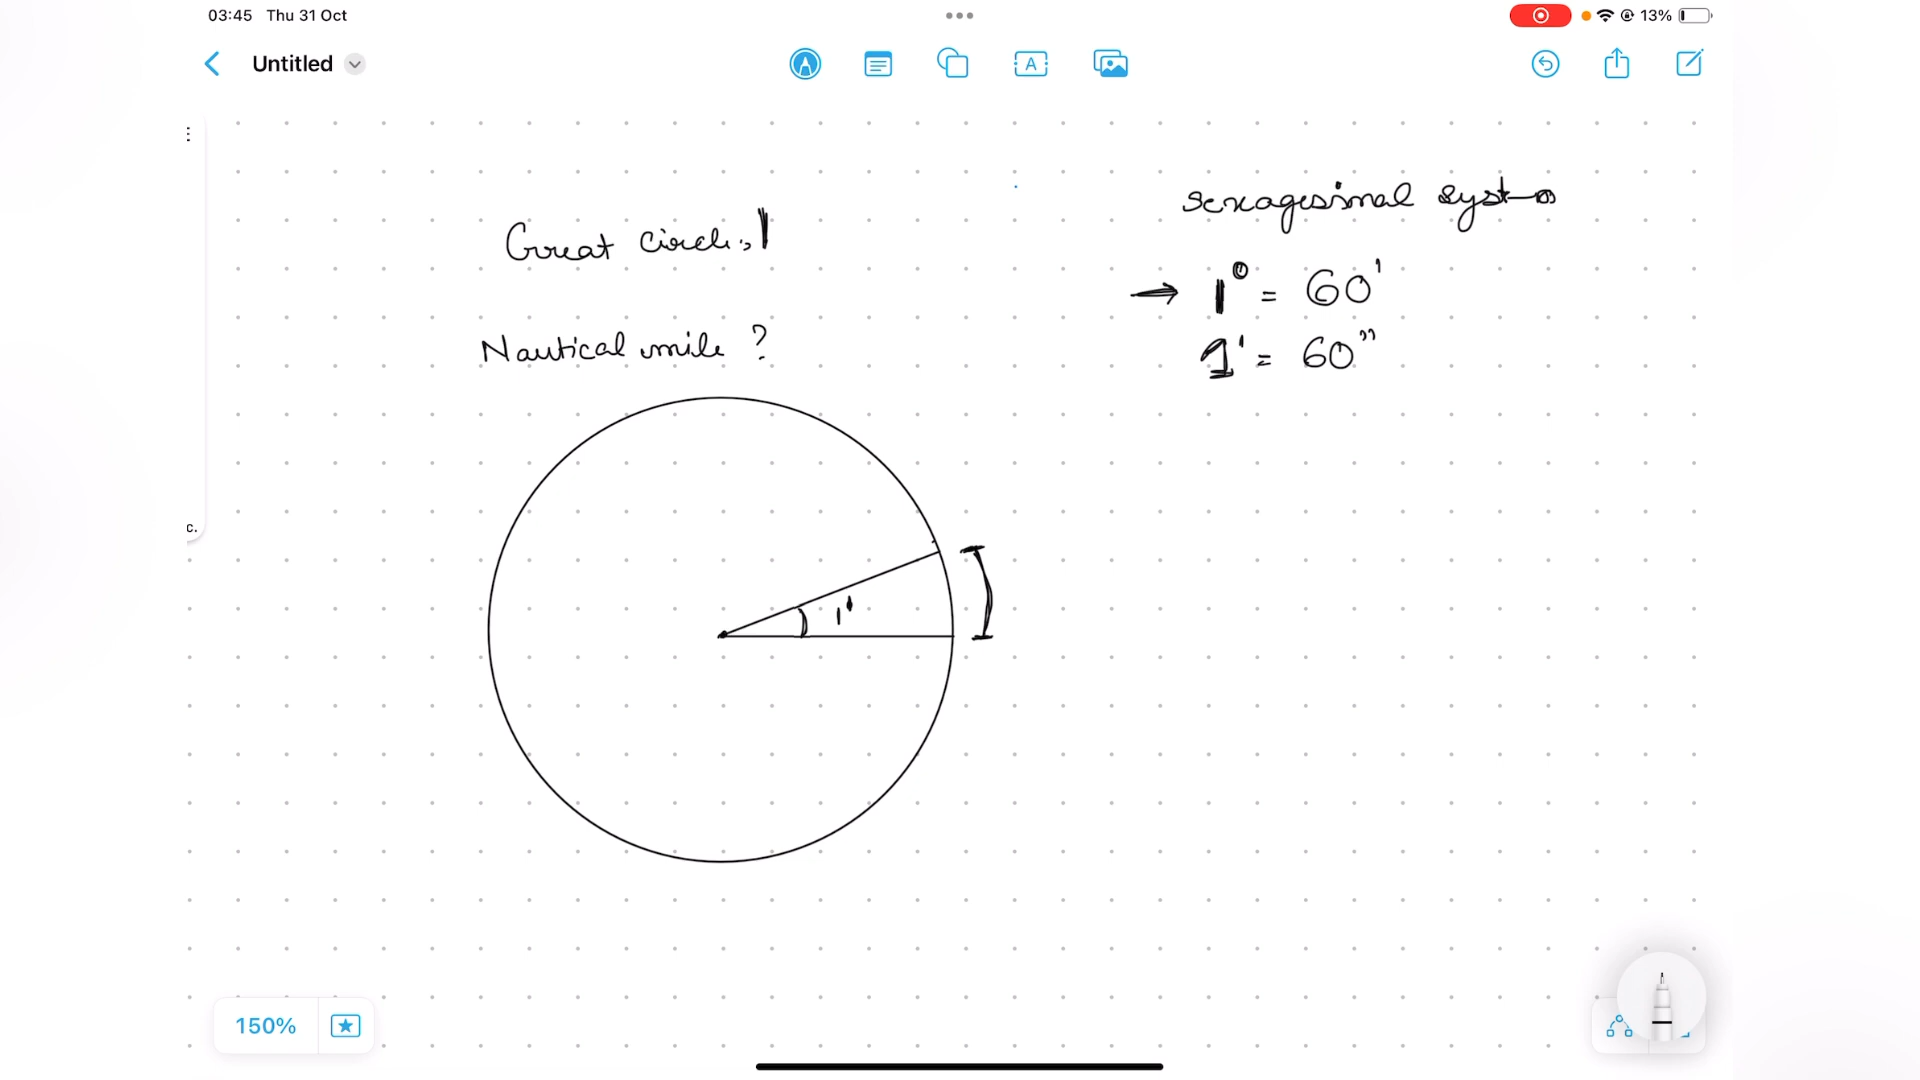 03:45 Thu 31 Oct
13%
Untitled
A
c.
Great circle,
Nautical mile ?
1'
sexagesimal system
→ 1° = 60'
1' = 60"
150%